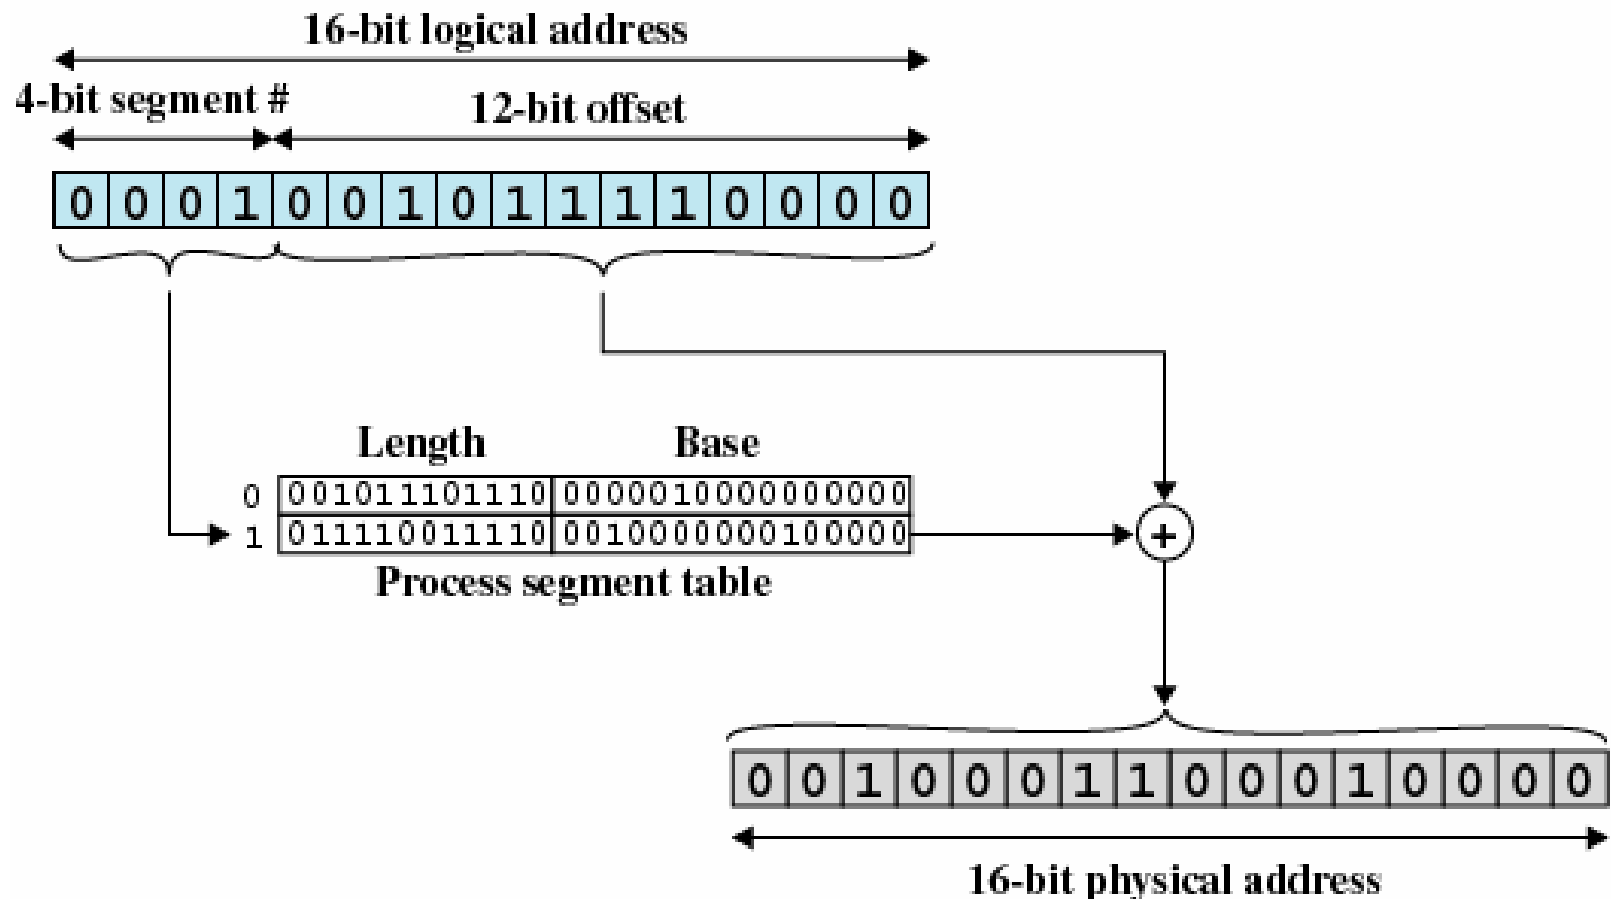 16-bit logical address
4-bit segment # 12-bit offset
0 0 0 1 0 0 1 0 1 1 1 1 0 0 0 0
Length Base
0 001011101110 0000010000000000
1 011110011110 0010000000100000
Process segment table
+
0 0 1 0 0 0 1 1 0 0 0 1 0 0 0 0
16-bit physical address